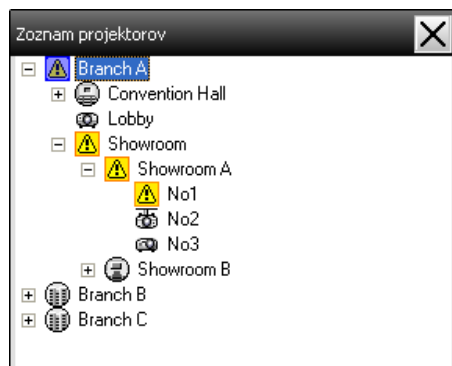 Zoznam projektorov
Branch A
Convention Hall
Lobby
Showroom
Showroom A
No1
No2
No3
Showroom B
Branch B
Branch C